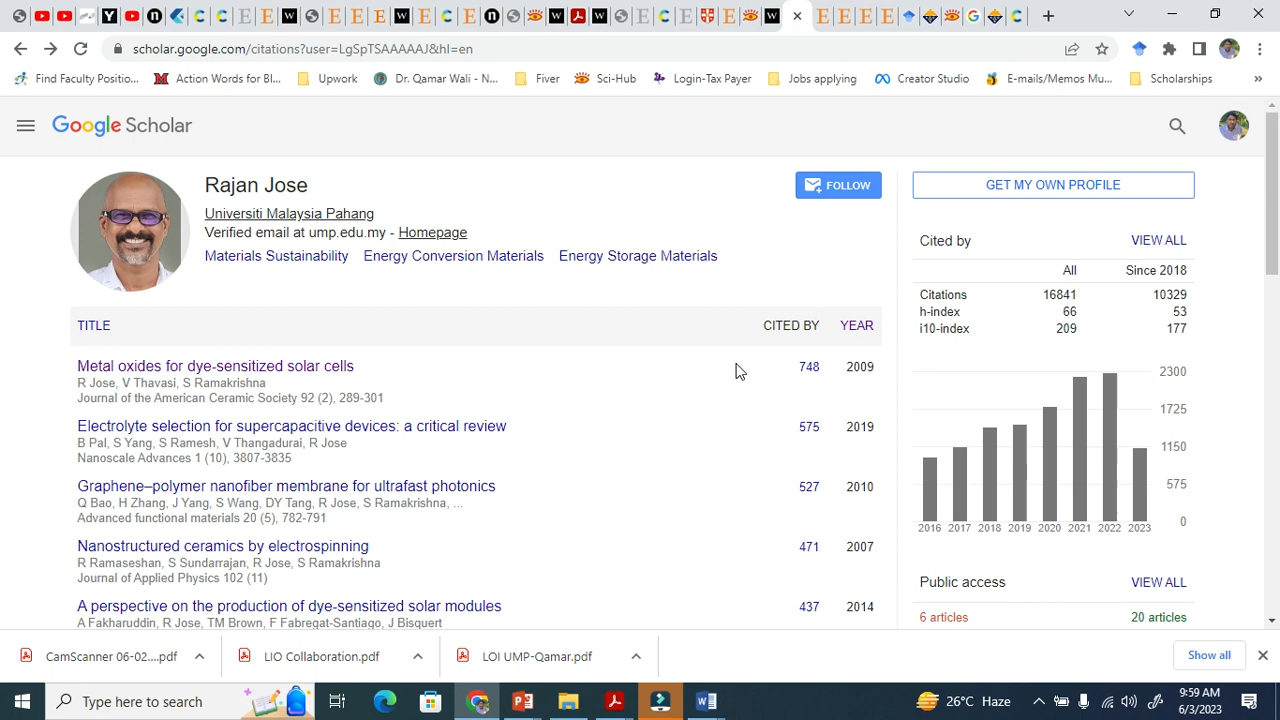 scholar.google.com/citations?user=LgSpTSAAAAAJ&hl=en
Find Faculty Positio...
Action Words for Bl...
Upwork
Dr. Qamar Wali - N...
Fiver
Sci-Hub
Login-Tax Payer
Jobs applying
Creator Studio
E-mails/Memos Mu...
Scholarships
Google Scholar
Rajan Jose
FOLLOW
GET MY OWN PROFILE
Universiti Malaysia Pahang
Verified email at ump.edu.my - Homepage
Materials Sustainability Energy Conversion Materials Energy Storage Materials
Cited by VIEW ALL
All Since 2018
Citations 16841 10329
h-index 66 53
i10-index 209 177
TITLE CITED BY YEAR
Metal oxides for dye-sensitized solar cells 748 2009
R Jose, V Thavasi, S Ramakrishna
Journal of the American Ceramic Society 92 (2), 289-301
Electrolyte selection for supercapacitive devices: a critical review 575 2019
B Pal, S Yang, S Ramesh, V Thangadurai, R Jose
Nanoscale Advances 1 (10), 3807-3835
Graphene–polymer nanofiber membrane for ultrafast photonics 527 2010
Q Bao, H Zhang, J Yang, S Wang, DY Tang, R Jose, S Ramakrishna, ...
Advanced functional materials 20 (5), 782-791
Nanostructured ceramics by electrospinning 471 2007
R Ramaseshan, S Sundarrajan, R Jose, S Ramakrishna
Journal of Applied Physics 102 (11)
A perspective on the production of dye-sensitized solar modules 437 2014
A Fakharuddin, R Jose, TM Brown, F Fabregat-Santiago, J Bisquert
2300
1725
1150
575
0
2016 2017 2018 2019 2020 2021 2022 2023
Public access VIEW ALL
6 articles 20 articles
CamScanner 06-02....pdf
LIO Collaboration.pdf
LOI UMP-Qamar.pdf
Show all
Type here to search
26°C Haze
9:59 AM
6/3/2023